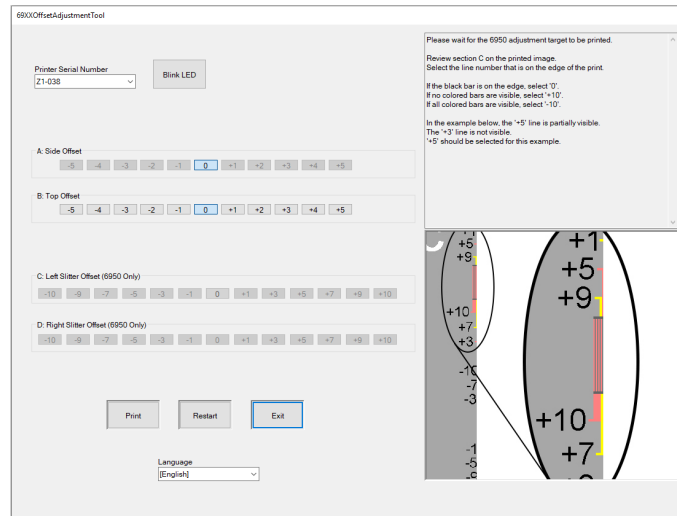 69XXOffsetAdjustmentTool
Printer Serial Number
Z1-038
Blink LED
Please wait for the 6950 adjustment target to be printed.
Review section C on the printed image.
Select the line number that is on the edge of the print.
If the black bar is on the edge, select '0'.
If no colored bars are visible, select '+10'.
If all colored bars are visible, select '-10'.
In the example below, the '+5' line is partially visible.
The '+3' line is not visible.
'+5' should be selected for this example.
A: Side Offset
-5 -4 -3 -2 -1 0 +1 +2 +3 +4 +5
B: Top Offset
-5 -4 -3 -2 -1 0 +1 +2 +3 +4 +5
C: Left Slitter Offset (6950 Only)
-10 -9 -7 -5 -3 -1 0 +1 +3 +5 +7 +9 +10
D: Right Slitter Offset (6950 Only)
-10 -9 -7 -5 -3 -1 0 +1 +3 +5 +7 +9 +10
Print
Restart
Exit
Language
[English]
+5
+9
+10
+7
+3
-10
-7
-3
-1
-5
+1
+5
+9
+10
+7